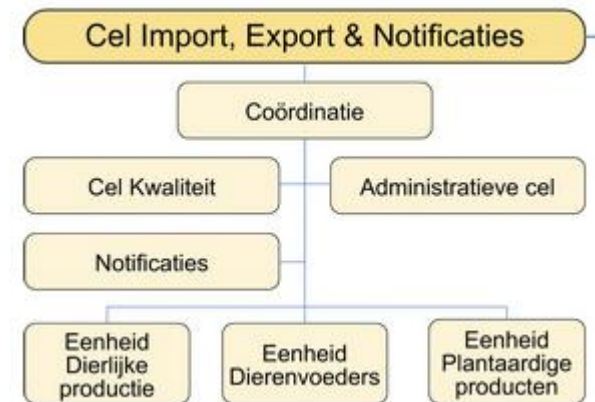 Cel Import, Export & Notificaties
Coördinatie
Cel Kwaliteit
Administratieve cel
Notificaties
Eenheid
Dierlijke
productie
Eenheid
Dierenvoeders
Eenheid
Plantaardige
producten